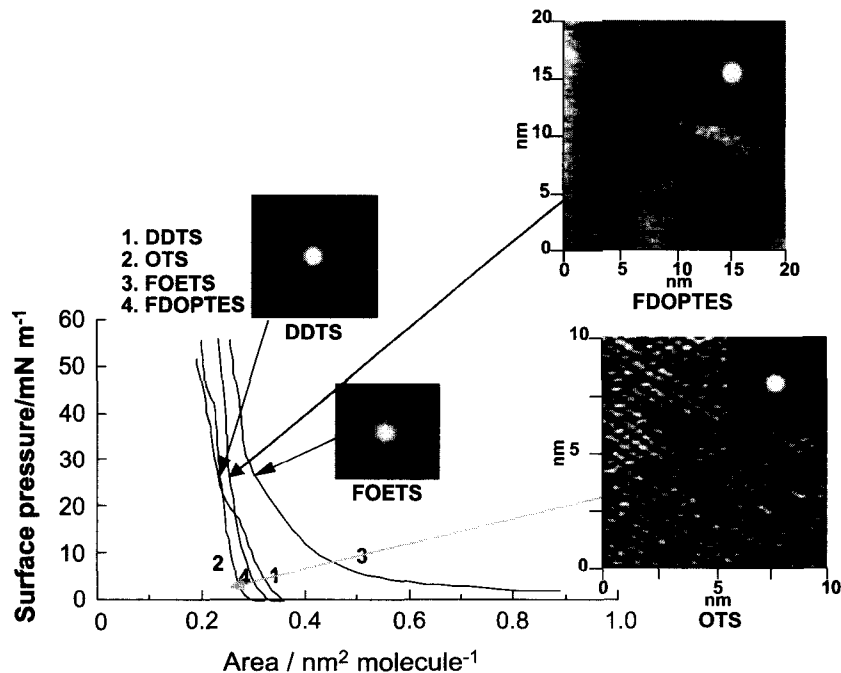 20
15
10
5
0
nm
0 5 10 15 20
nm
FDOPTES
1. DDTS
2. OTS
3. FOETS
4. FDOPTES
DDTS
FOETS
Surface pressure/mN m-1
60
50
40
30
20
10
0
2 4 1 3
0 0.2 0.4 0.6 0.8 1.0
Area / nm2 molecule-1
10
5
0
nm
0 5 10
nm
OTS